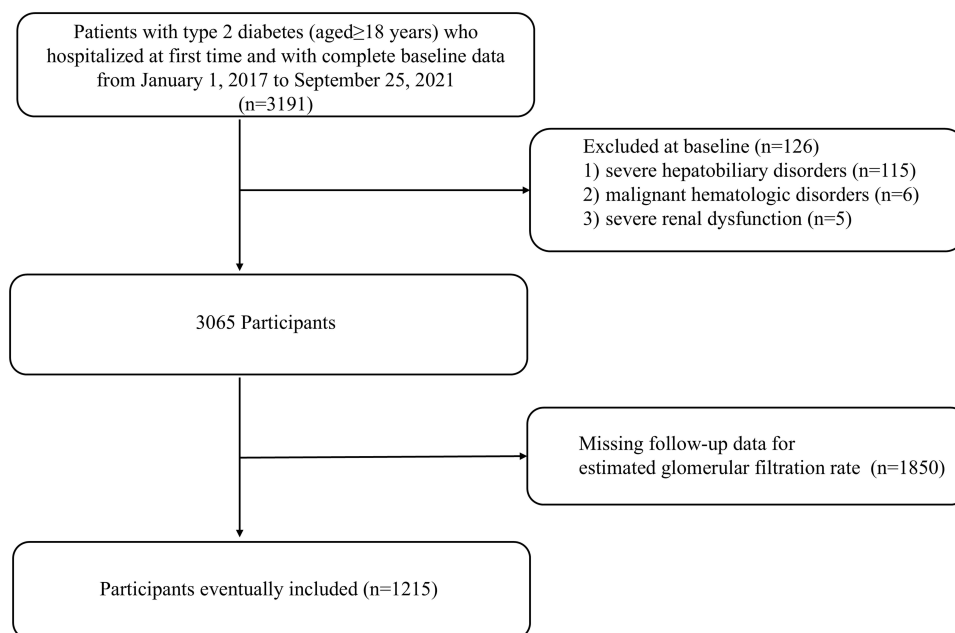 Patients with type 2 diabetes (aged≥18 years) who
hospitalized at first time and with complete baseline data
from January 1, 2017 to September 25, 2021
(n=3191)
Excluded at baseline (n=126)
1) severe hepatobiliary disorders (n=115)
2) malignant hematologic disorders (n=6)
3) severe renal dysfunction (n=5)
3065 Participants
Missing follow-up data for
estimated glomerular filtration rate (n=1850)
Participants eventually included (n=1215)